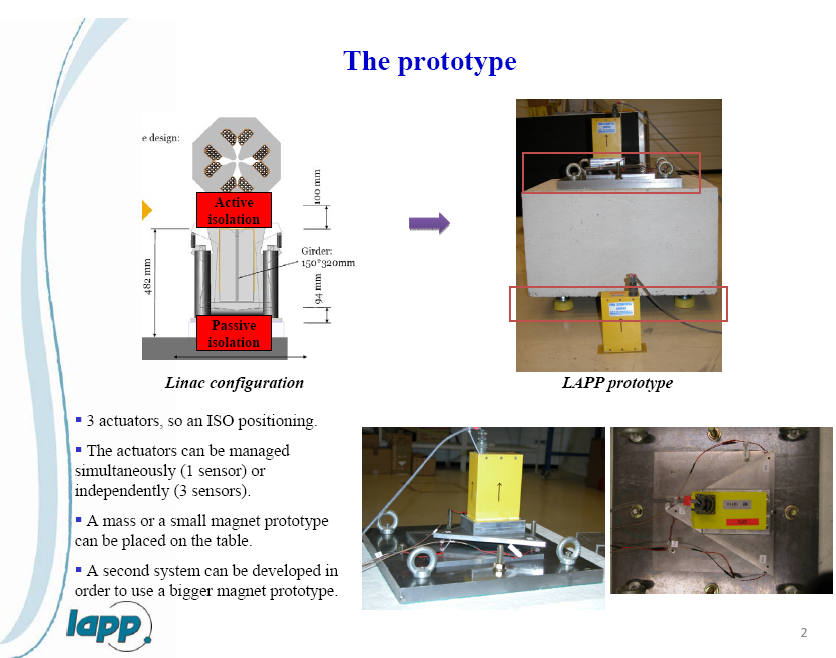 The prototype
e design:
Active
isolation
100 mm
Girder:
150*320mm
482 mm
94 mm
Passive
isolation
Linac configuration
LAPP prototype
▪ 3 actuators, so an ISO positioning.
▪ The actuators can be managed
simultaneously (1 sensor) or
independently (3 sensors).
▪ A mass or a small magnet prototype
can be placed on the table.
▪ A second system can be developed in
order to use a bigger magnet prototype.
lapp
2